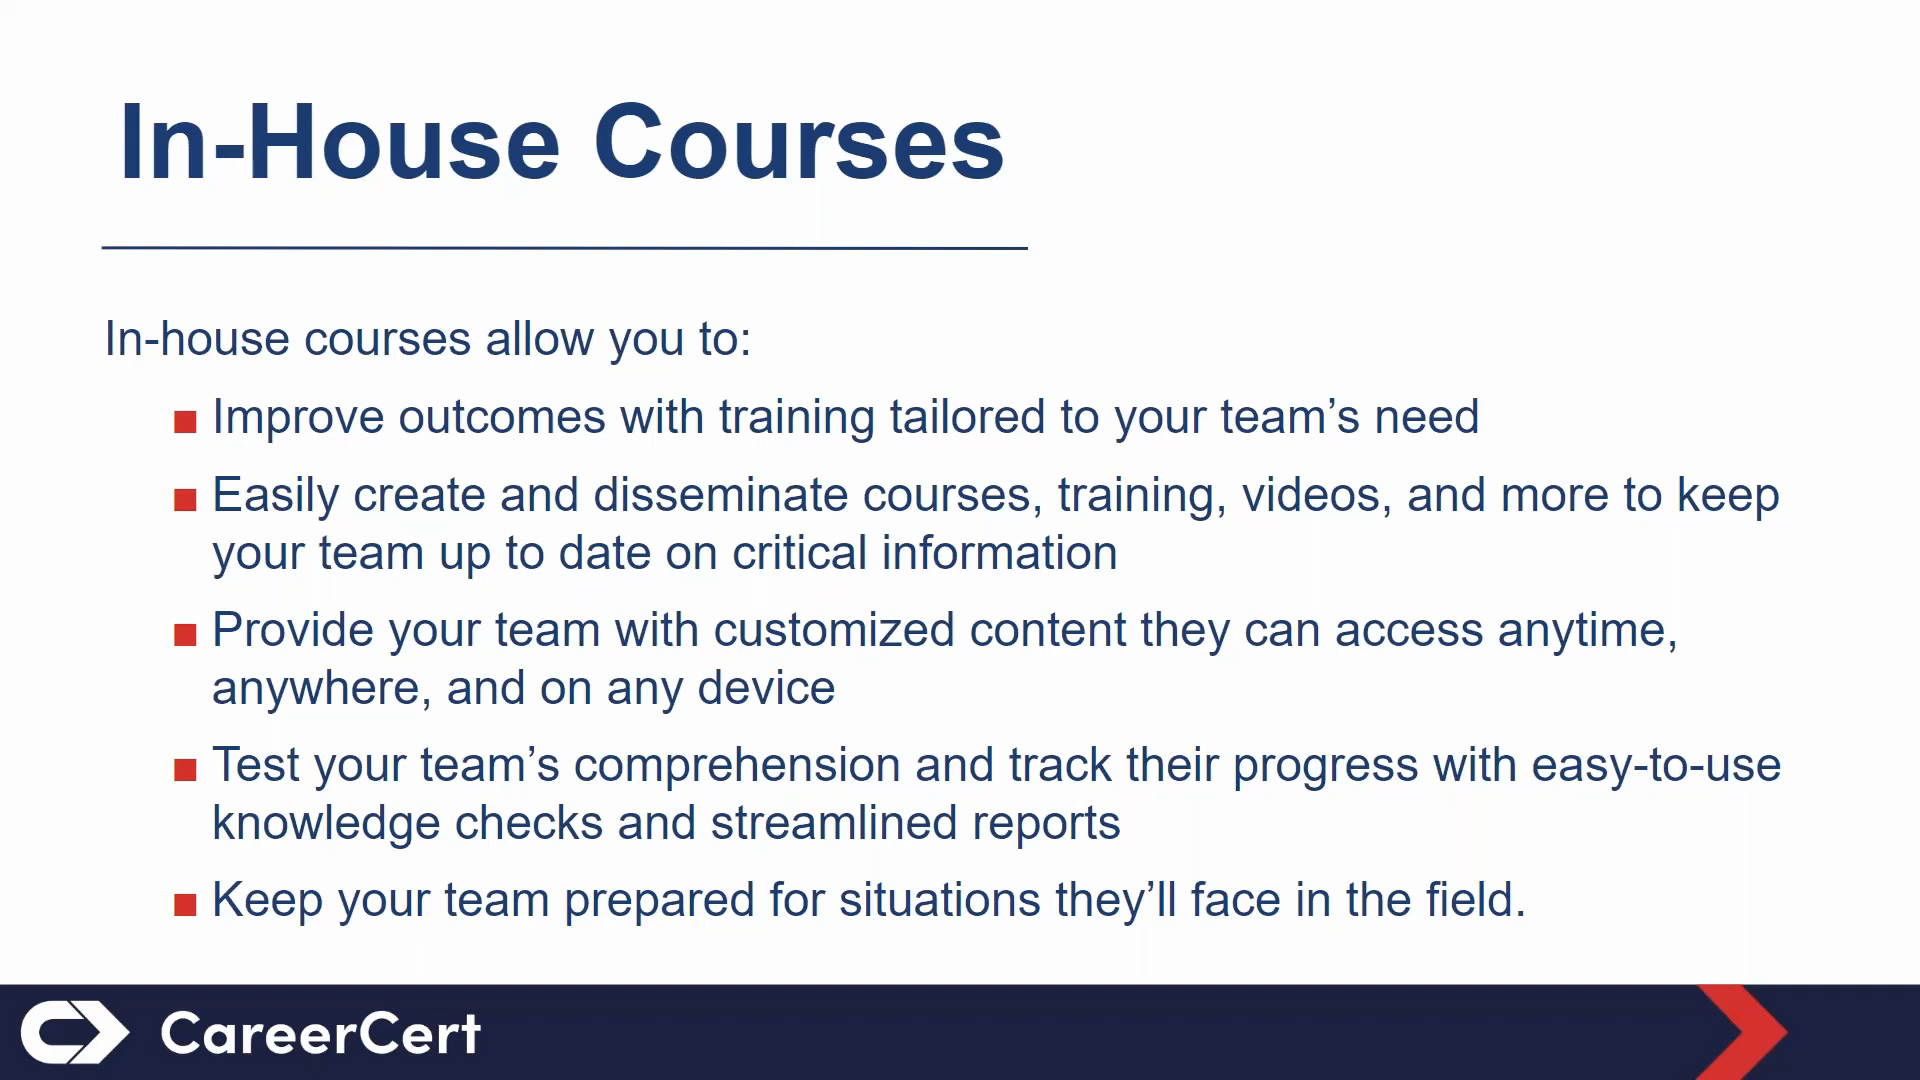 In-House Courses
In-house courses allow you to:
Improve outcomes with training tailored to your team’s need
Easily create and disseminate courses, training, videos, and more to keep
your team up to date on critical information
Provide your team with customized content they can access anytime,
anywhere, and on any device
Test your team’s comprehension and track their progress with easy-to-use
knowledge checks and streamlined reports
Keep your team prepared for situations they’ll face in the field.
CareerCert